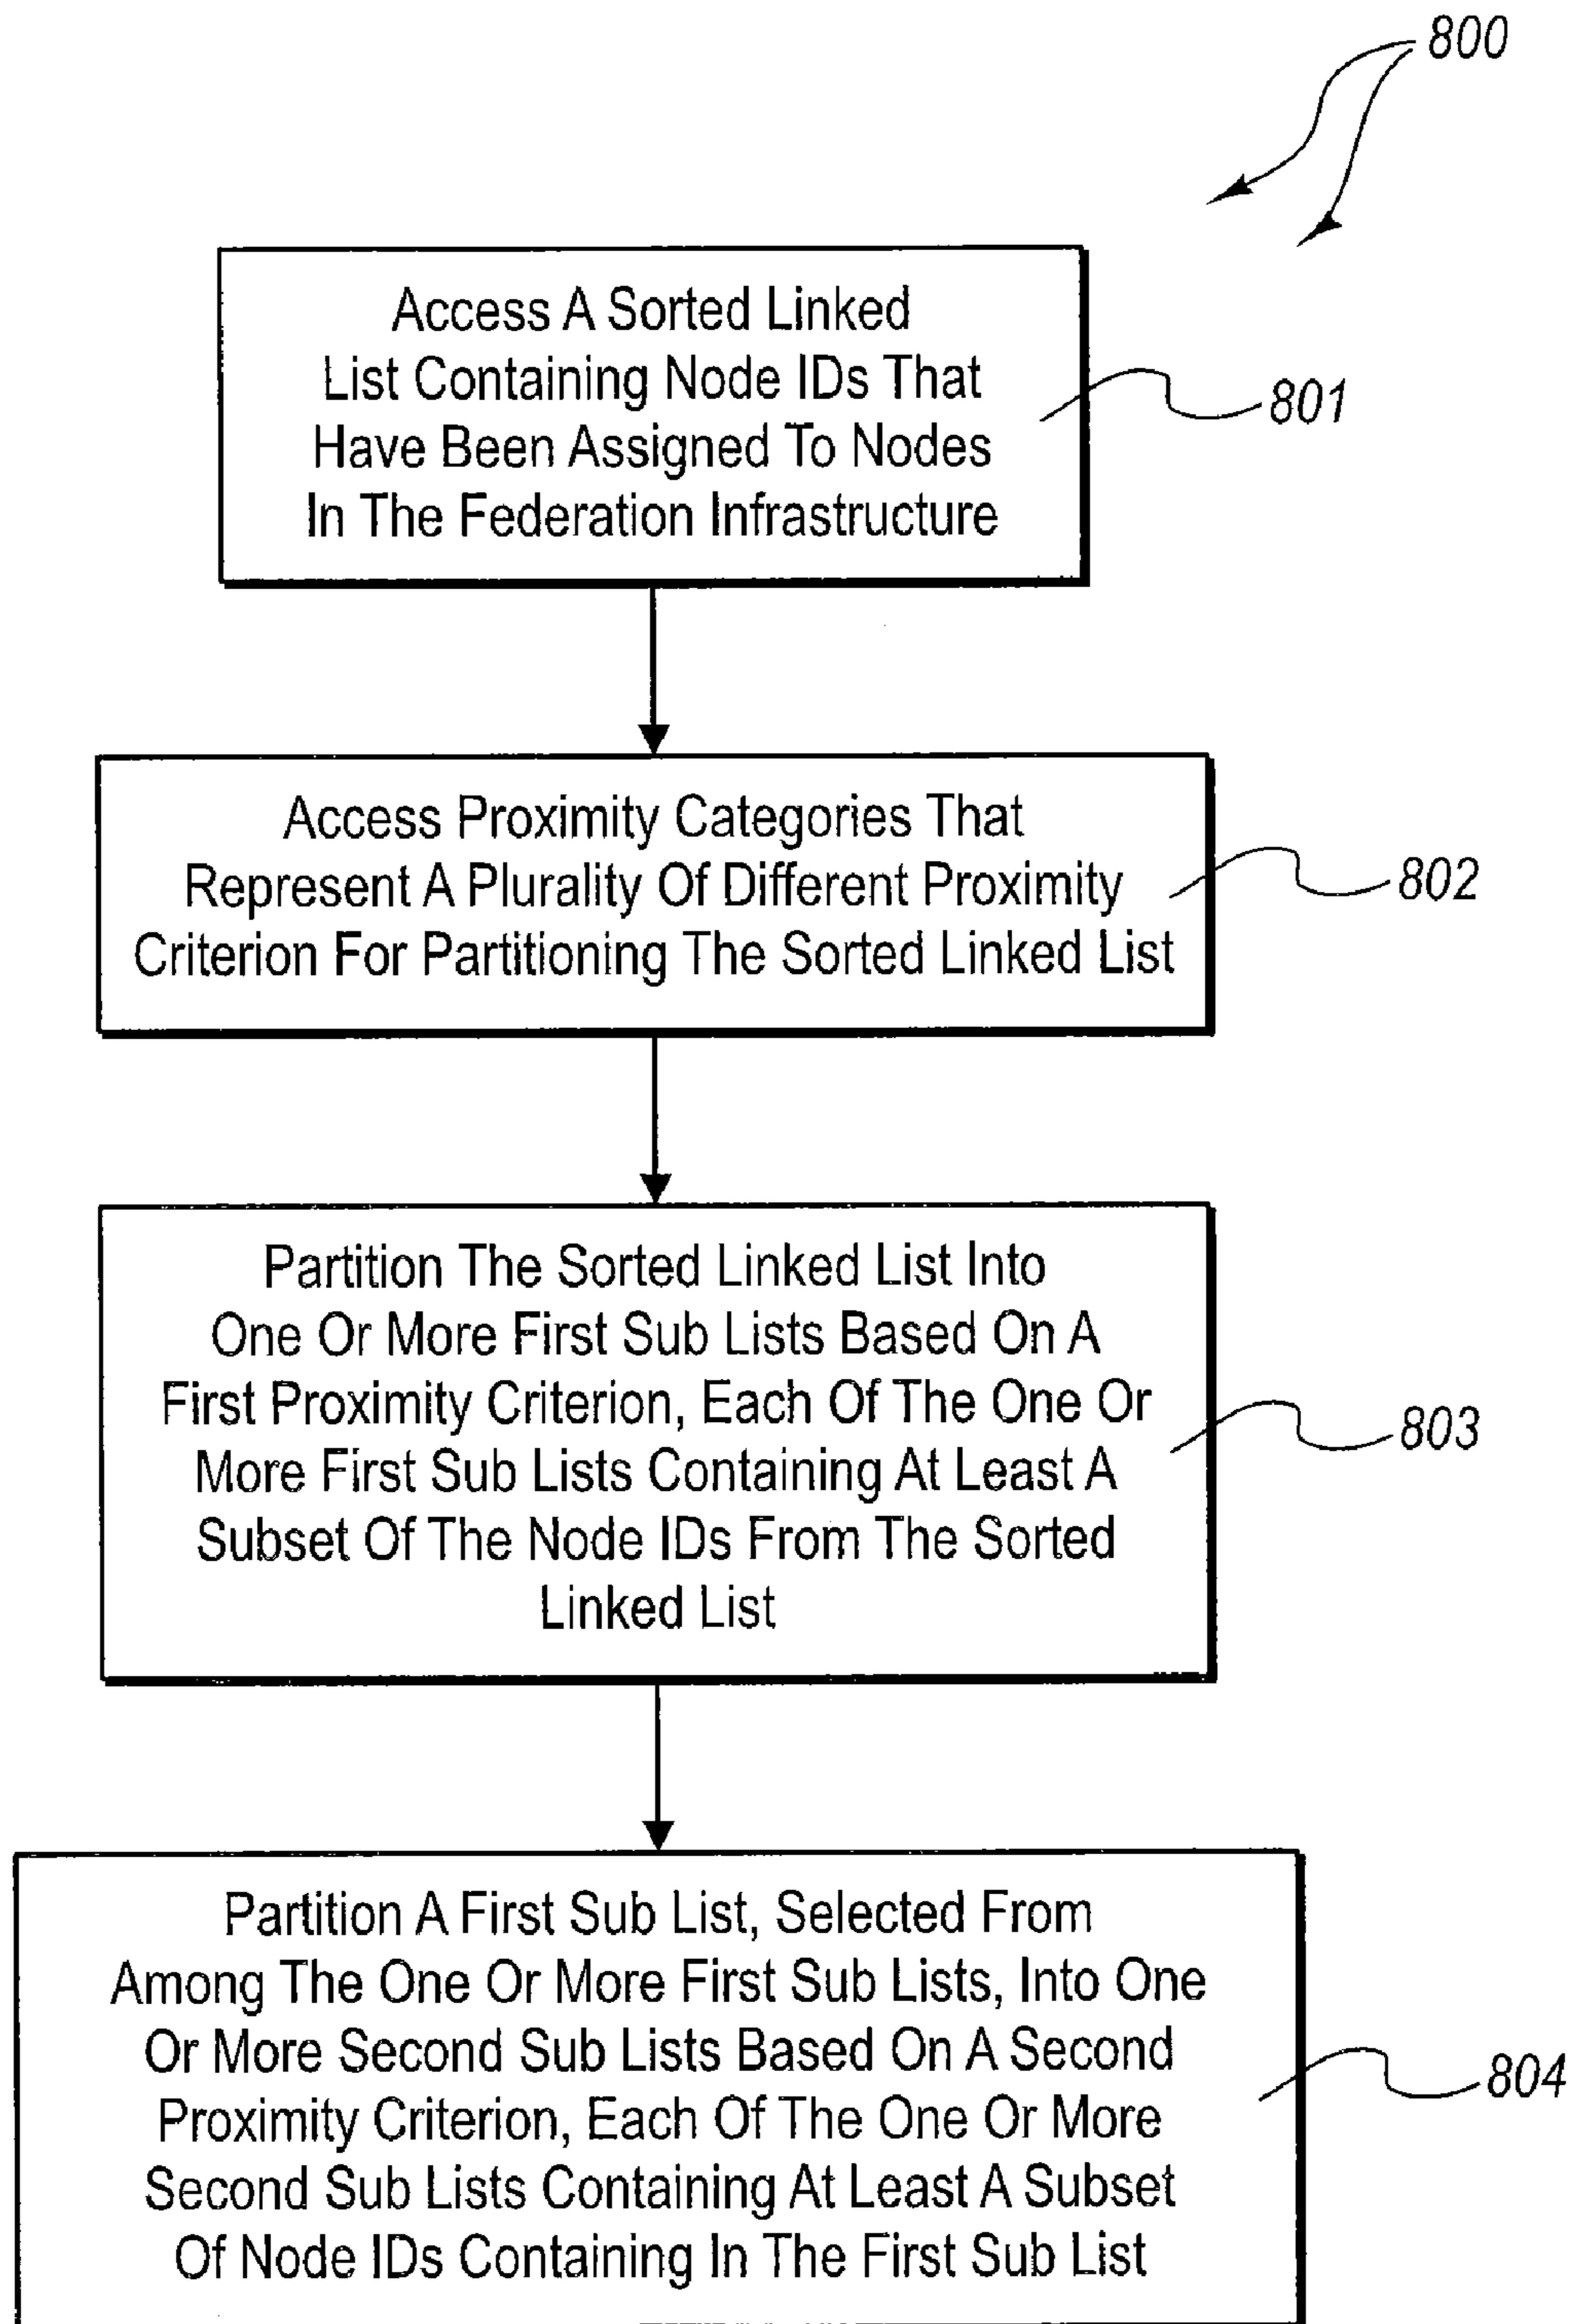 800
Access A Sorted Linked
List Containing Node IDs That
Have Been Assigned To Nodes
In The Federation Infrastructure
801
Access Proximity Categories That
Represent A Plurality Of Different Proximity
Criterion For Partitioning The Sorted Linked List
802
Partition The Sorted Linked List Into
One Or More First Sub Lists Based On A
First Proximity Criterion, Each Of The One Or
More First Sub Lists Containing At Least A
Subset Of The Node IDs From The Sorted
Linked List
803
Partition A First Sub List, Selected From
Among The One Or More First Sub Lists, Into One
Or More Second Sub Lists Based On A Second
Proximity Criterion, Each Of The One Or More
Second Sub Lists Containing At Least A Subset
Of Node IDs Containing In The First Sub List
804